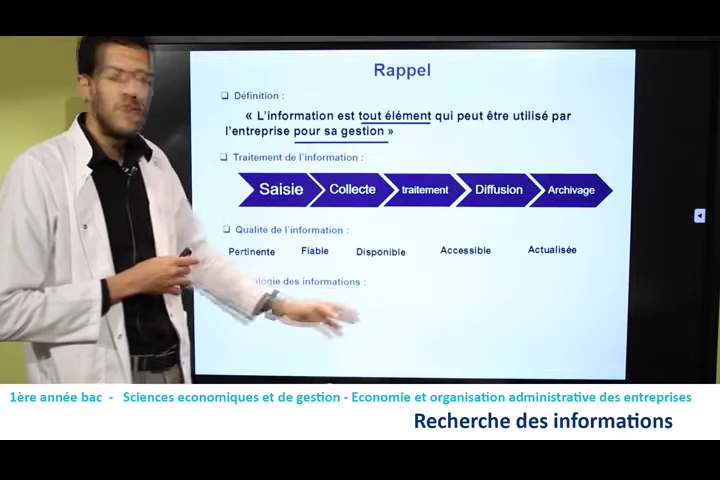 Rappel
Définition :
« L'information est tout élément qui peut être utilisé par
l'entreprise pour sa gestion »
Traitement de l'information :
Saisie Collecte traitement Diffusion Archivage
Qualité de l'information :
Pertinente Fiable Disponible Accessible Actualisée
des informations :
1ère année bac - Sciences economiques et de gestion - Economie et organisation administrative des entreprises
Recherche des informations